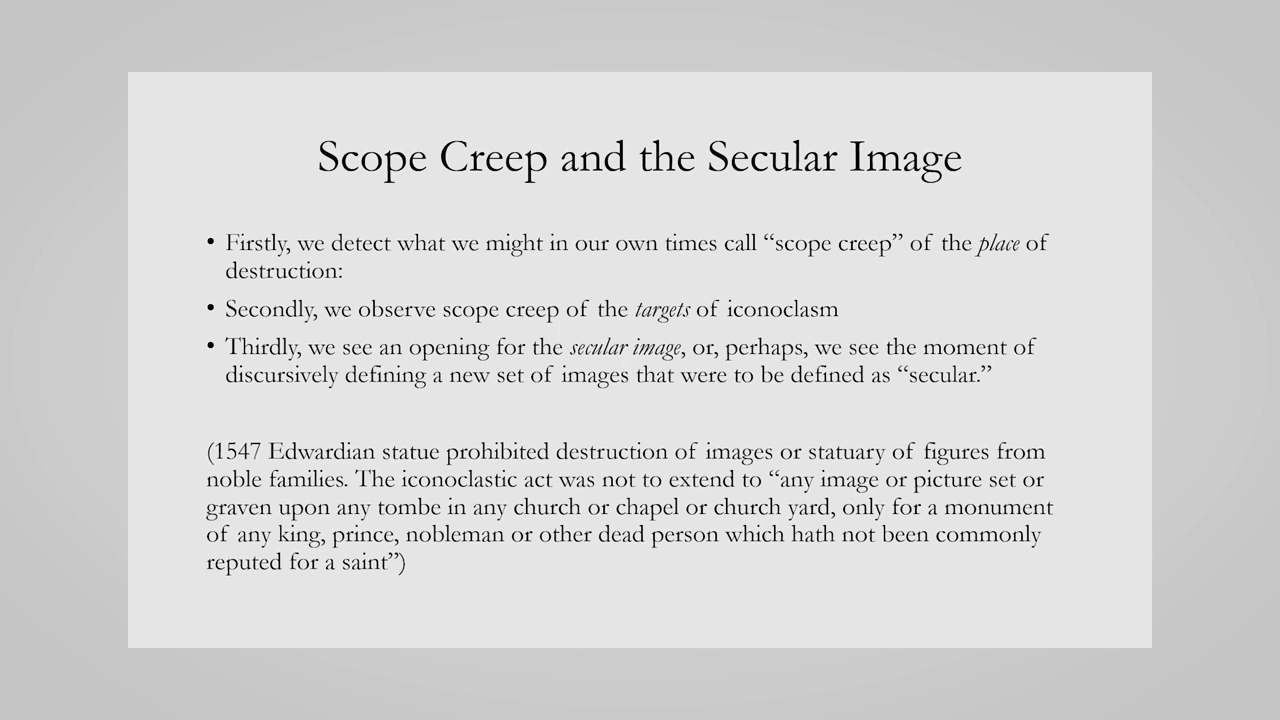 Scope Creep and the Secular Image
• Firstly, we detect what we might in our own times call “scope creep” of the place of
destruction:
• Secondly, we observe scope creep of the targets of iconoclasm
• Thirdly, we see an opening for the secular image, or, perhaps, we see the moment of
discursively defining a new set of images that were to be defined as “secular.”
(1547 Edwardian statue prohibited destruction of images or statuary of figures from
noble families. The iconoclastic act was not to extend to “any image or picture set or
graven upon any tombe in any church or chapel or church yard, only for a monument
of any king, prince, nobleman or other dead person which hath not been commonly
reputed for a saint”)